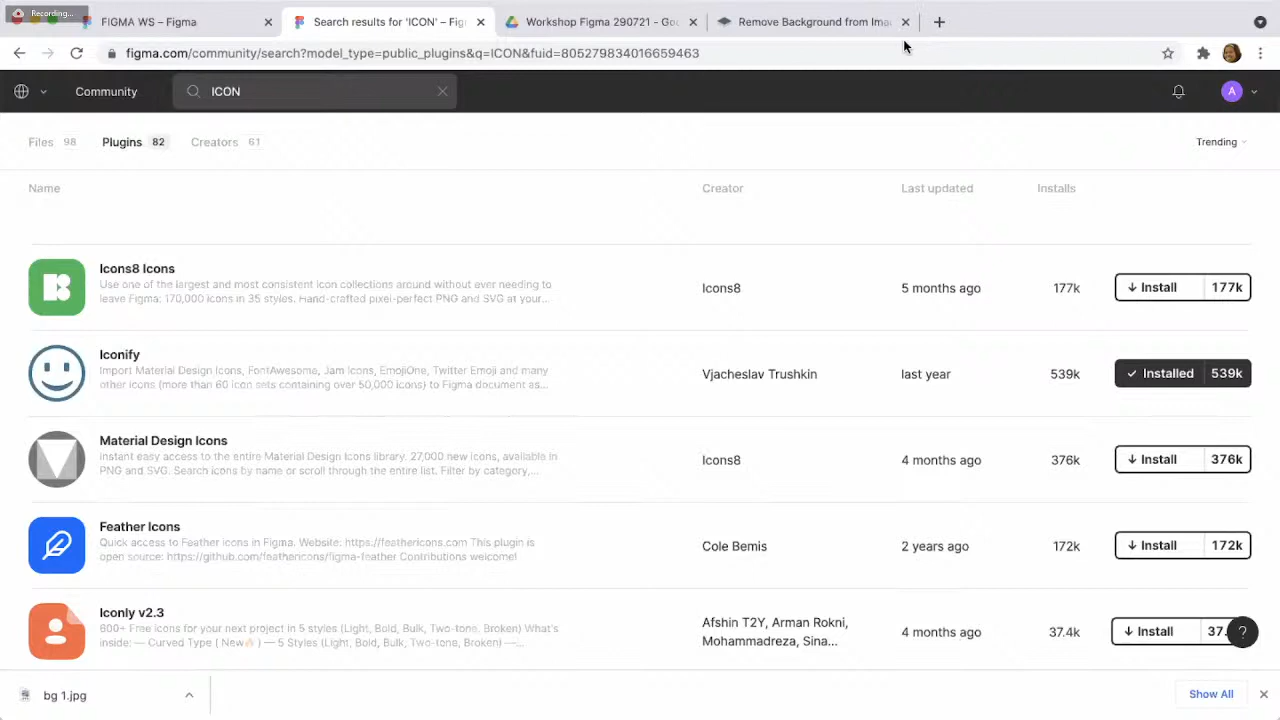 Recording...
FIGMA WS – Figma
Search results for 'ICON' – Fig
Workshop Figma 290721 - Goo
Remove Background from Imag
figma.com/community/search?model_type=public_plugins&q=ICON&fuid=805279834016659463
Community
ICON
A
Files 98
Plugins 82
Creators 61
Trending
Name
Creator
Last updated
Installs
Icons8 Icons
Use one of the largest and most consistent icon collections around without ever needing to
leave Figma: 170,000 icons in 35 styles. Hand-crafted pixel-perfect PNG and SVG at your...
Icons8
5 months ago
177k
Install 177k
Iconify
Import Material Design Icons, FontAwesome, Jam Icons, EmojiOne, Twitter Emoji and many
other icons (more than 60 icon sets containing over 50,000 icons) to Figma document as...
Vjacheslav Trushkin
last year
539k
Installed 539k
Material Design Icons
Instant easy access to the entire Material Design Icons library. 27,000 new icons, available in
PNG and SVG. Search icons by name or scroll through the entire list. Filter by category,...
Icons8
4 months ago
376k
Install 376k
Feather Icons
Quick access to Feather icons in Figma. Website: https://feathericons.com This plugin is
open source: https://github.com/feathericons/figma-feather Contributions welcome!
Cole Bemis
2 years ago
172k
Install 172k
Iconly v2.3
600+ Free Icons for your next project in 5 styles (Light, Bold, Bulk, Two-tone, Broken) What's
inside: — Curved Type ( New🔥 ) — 5 Styles (Light, Bold, Bulk, Two-tone, Broken) —...
Afshin T2Y, Arman Rokni,
Mohammadreza, Sina...
4 months ago
37.4k
Install 37.
?
bg 1.jpg
Show All